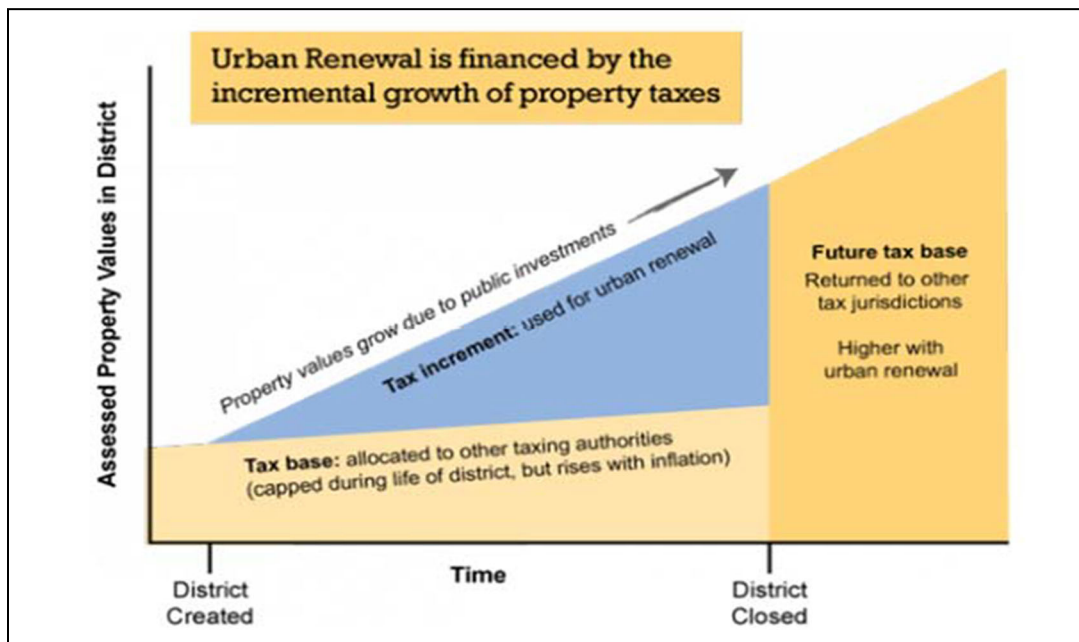 Urban Renewal is financed by the
incremental growth of property taxes
Assessed Property Values in District
Property values grow due to public investments
Tax increment: used for urban renewal
Future tax base
Returned to other
tax jurisdictions
Higher with
urban renewal
Tax base: allocated to other taxing authorities
(capped during life of district, but rises with inflation)
Time
District
Created
District
Closed